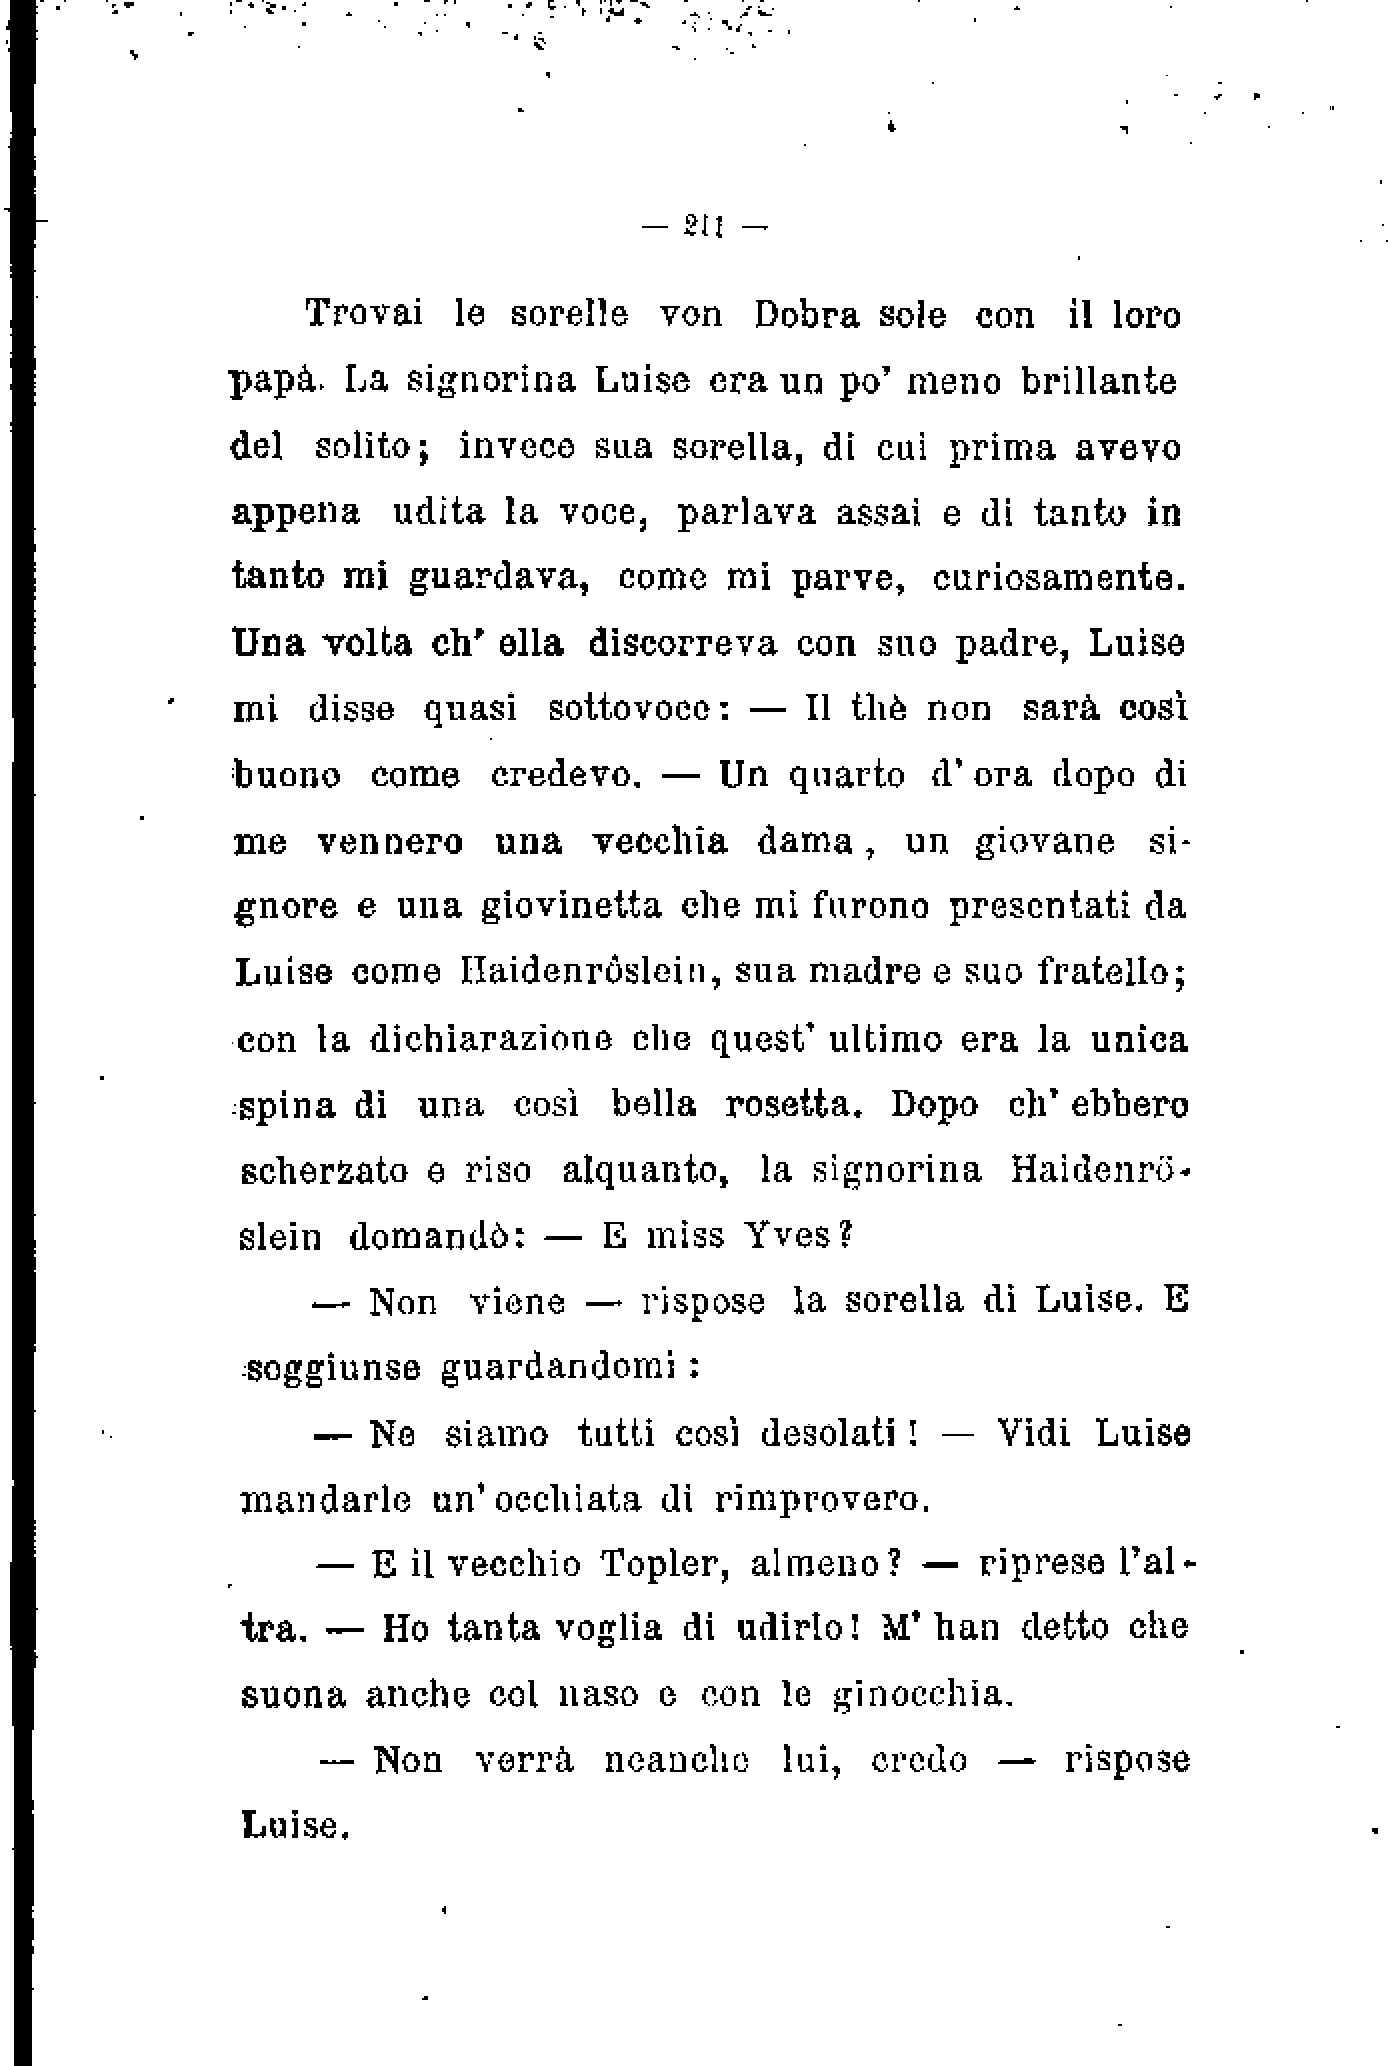 — 211 —
Trovai le sorelle von Dobra sole con il loro
papà. La signorina Luise era un po' meno brillante
del solito; invece sua sorella, di cui prima avevo
appena udita la voce, parlava assai e di tanto in
tanto mi guardava, come mi parve, curiosamente.
Una volta ch' ella discorreva con suo padre, Luise
mi disse quasi sottovoce: — Il thè non sarà così
buono come credevo. — Un quarto d' ora dopo di
me vennero una vecchia dama, un giovane si-
gnore e una giovinetta che mi furono presentati da
Luise come Haidenröslein, sua madre e suo fratello;
con la dichiarazione che quest' ultimo era la unica
spina di una così bella rosetta. Dopo ch' ebbero
scherzato e riso alquanto, la signorina Haidenrö-
slein domandò: — E miss Yves?
— Non viene — rispose la sorella di Luise. E
soggiunse guardandomi:
— Ne siamo tutti così desolati! — Vidi Luise
mandarle un' occhiata di rimprovero.
— E il vecchio Topler, almeno? — riprese l'al-
tra. — Ho tanta voglia di udirlo! M' han detto che
suona anche col naso e con le ginocchia.
— Non verrà neanche lui, credo — rispose
Luise.